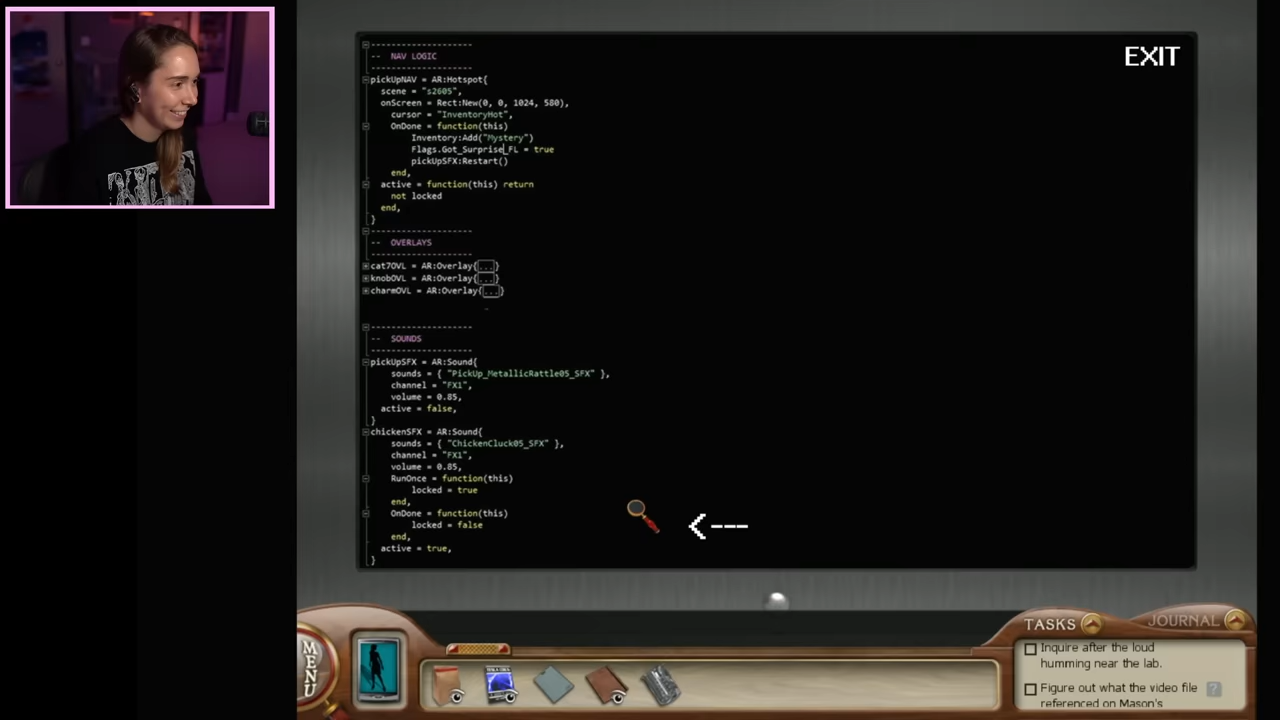 EXIT
--------------------
-- NAV LOGIC
--------------------
pickUpNAV = AR:Hotspot{
scene = "s2605",
onScreen = Rect:New(0, 0, 1024, 580),
cursor = "InventoryHot",
OnDone = function(this)
Inventory:Add("Mystery")
Flags.Got_Surprise_FL = true
pickUpSFX:Restart()
end,
active = function(this) return
not locked
end,
}
--------------------
-- OVERLAYS
--------------------
cat7OVL = AR:Overlay{...}
knobOVL = AR:Overlay{...}
charmOVL = AR:Overlay{...}
--------------------
-- SOUNDS
--------------------
pickUpSFX = AR:Sound{
sounds = { "PickUp_MetallicRattle05_SFX" },
channel = "FX1",
volume = 0.85,
active = false,
}
chickenSFX = AR:Sound{
sounds = { "ChickenCluck05_SFX" },
channel = "FX1",
volume = 0.85,
RunOnce = function(this)
locked = true
end,
OnDone = function(this)
locked = false
end,
active = true,
}
<---
MENU
TASKS
JOURNAL
Inquire after the loud
humming near the lab.
Figure out what the video file
referenced on Mason's
?